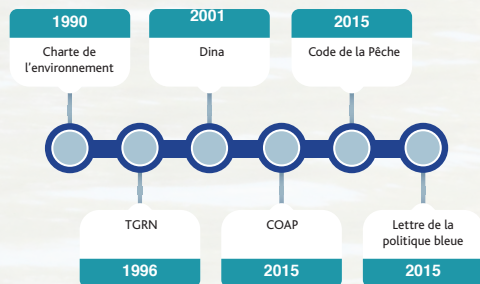 1990
Charte de
l'environnement
2001
Dina
2015
Code de la Pêche
TGRN
1996
COAP
2015
Lettre de la
politique bleue
2015